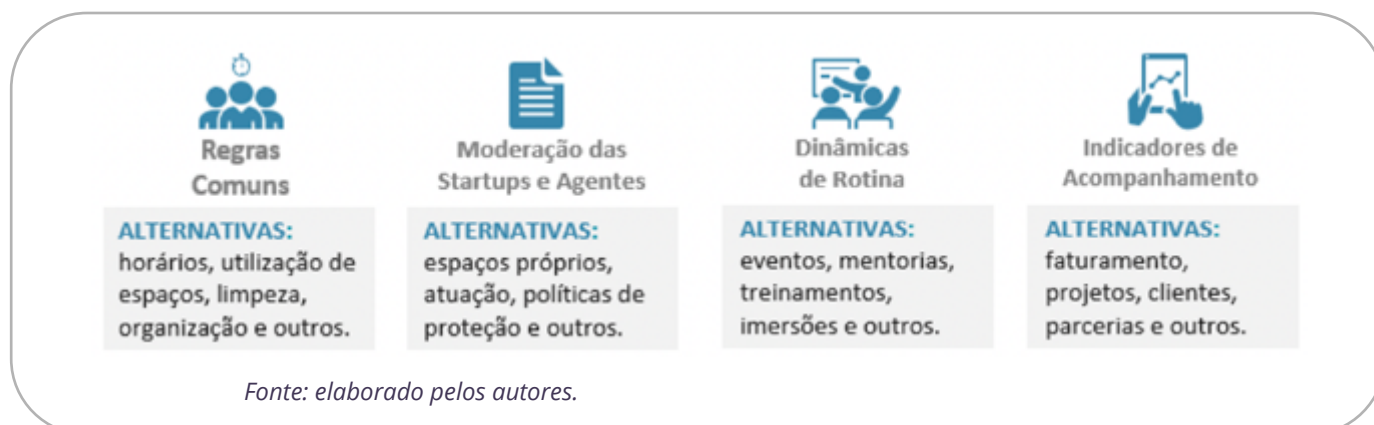 Regras
Comuns
ALTERNATIVAS:
horários, utilização de
espaços, limpeza,
organização e outros.
Moderação das
Startups e Agentes
ALTERNATIVAS:
espaços próprios,
atuação, políticas de
proteção e outros.
Dinâmicas
de Rotina
ALTERNATIVAS:
eventos, mentorias,
treinamentos,
imersões e outros.
Indicadores de
Acompanhamento
ALTERNATIVAS:
faturamento,
projetos, clientes,
parcerias e outros.
Fonte: elaborado pelos autores.